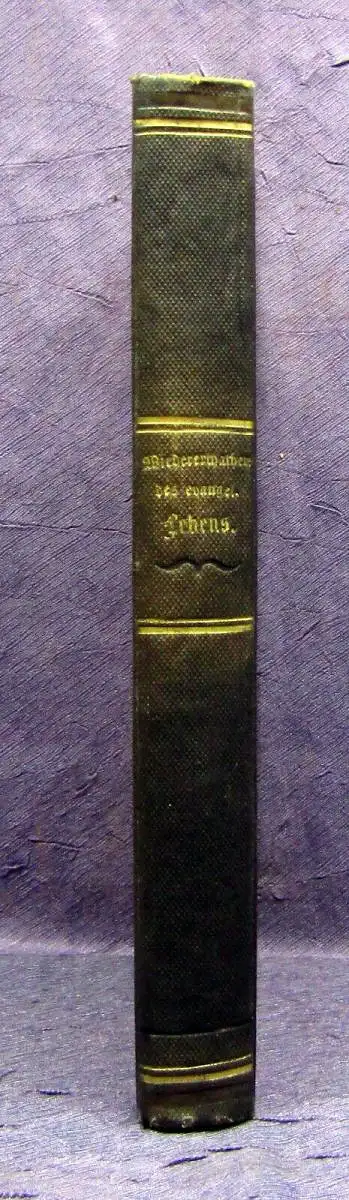 Wiedererwachen
des evangel.
Lebens.